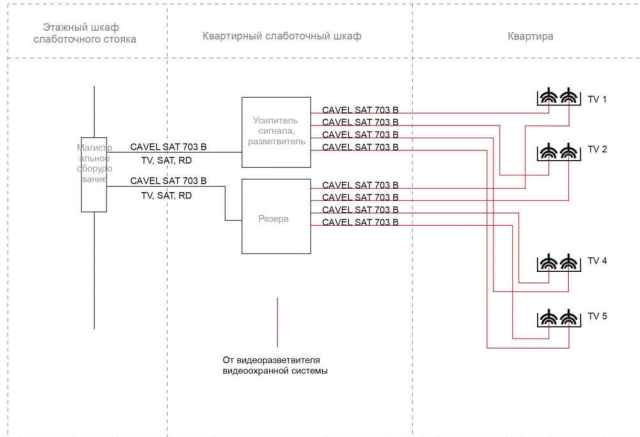 Этажный шкаф
слаботочного стояка
Квартирный слаботочный шкаф
Квартира
Магистр
альное
оборудо
вание
CAVEL SAT 703 B
TV, SAT, RD
CAVEL SAT 703 B
TV, SAT, RD
Усилитель
сигнала,
разветвитель
CAVEL SAT 703 B
CAVEL SAT 703 B
CAVEL SAT 703 B
CAVEL SAT 703 B
Резерв
CAVEL SAT 703 B
CAVEL SAT 703 B
CAVEL SAT 703 B
CAVEL SAT 703 B
TV 1
TV 2
TV 4
TV 5
От видеоразветвителя
видеоохранной системы